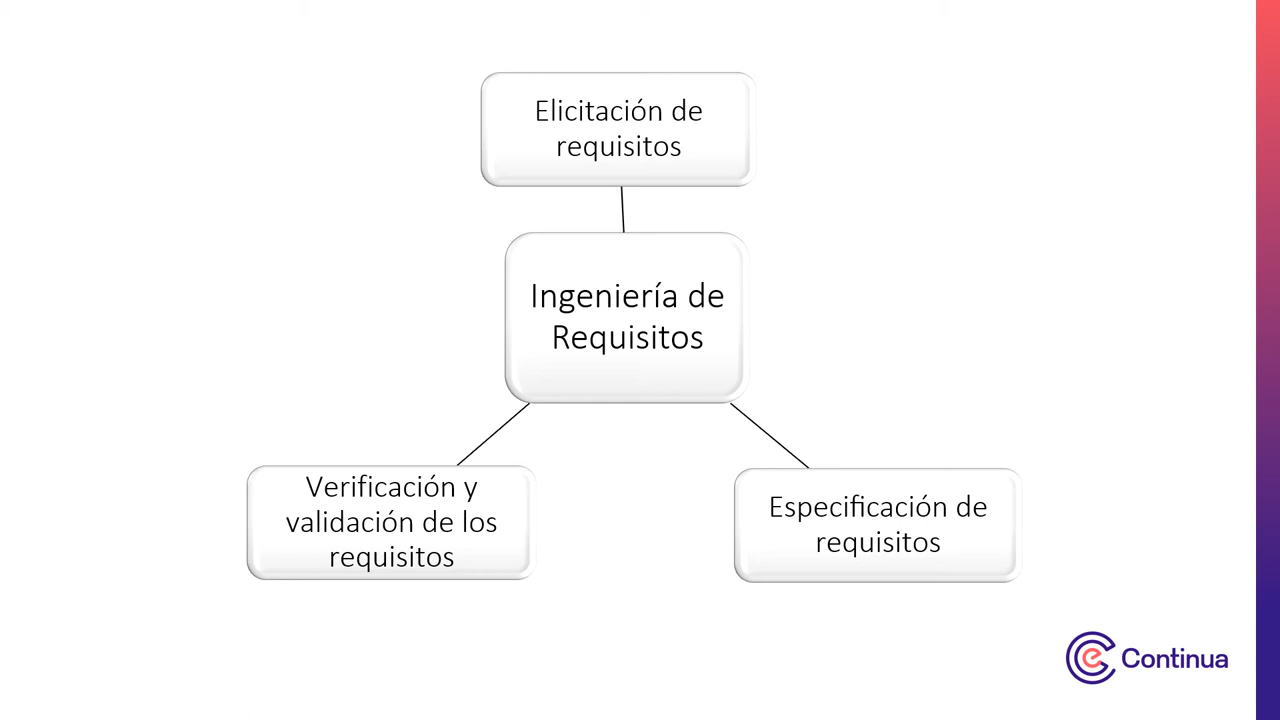 Elicitación de
requisitos
Ingeniería de
Requisitos
Verificación y
validación de los
requisitos
Especificación de
requisitos
Continua